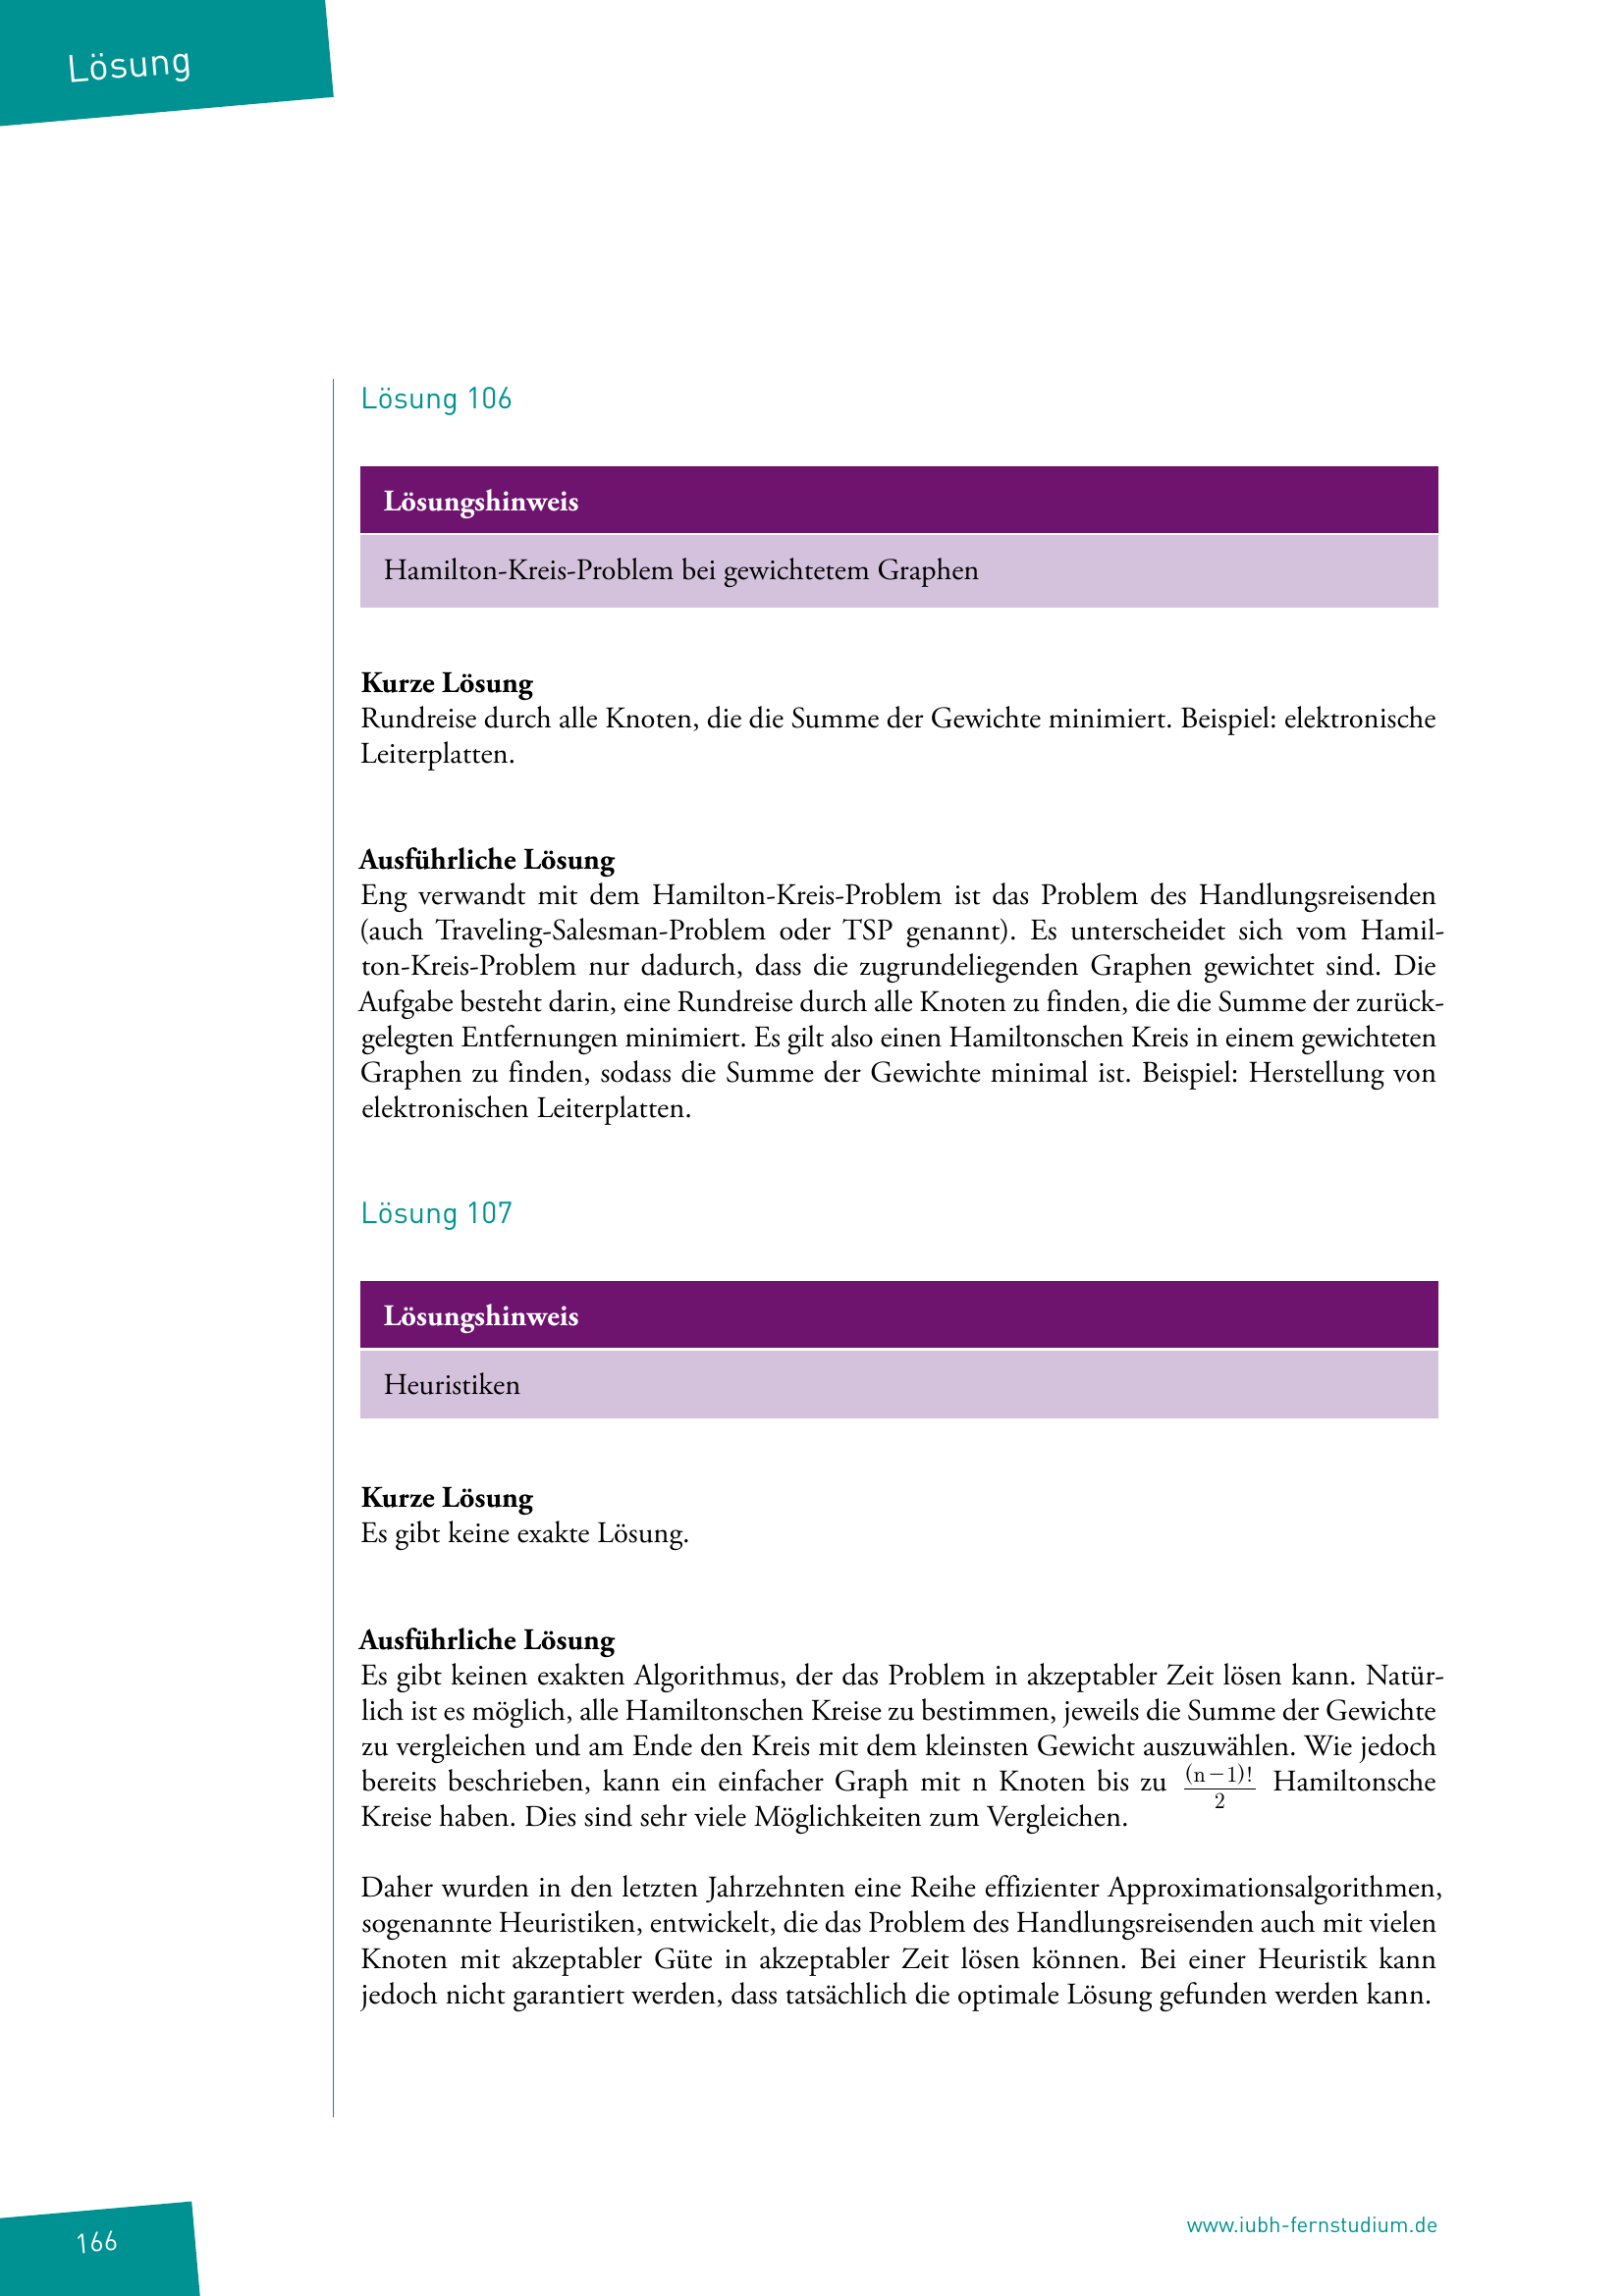 Lösung
Lösung 106
Lösungshinweis
Hamilton-Kreis-Problem bei gewichtetem Graphen
Kurze Lösung
Rundreise durch alle Knoten, die die Summe der Gewichte minimiert. Beispiel: elektronische
Leiterplatten.
Ausführliche Lösung
Eng verwandt mit dem Hamilton-Kreis-Problem ist das Problem des Handlungsreisenden
(auch Traveling-Salesman-Problem oder TSP genannt). Es unterscheidet sich vom Hamil-
ton-Kreis-Problem nur dadurch, dass die zugrundeliegenden Graphen gewichtet sind. Die
Aufgabe besteht darin, eine Rundreise durch alle Knoten zu finden, die die Summe der zurück-
gelegten Entfernungen minimiert. Es gilt also einen Hamiltonschen Kreis in einem gewichteten
Graphen zu finden, sodass die Summe der Gewichte minimal ist. Beispiel: Herstellung von
elektronischen Leiterplatten.
Lösung 107
Lösungshinweis
Heuristiken
Kurze Lösung
Es gibt keine exakte Lösung.
Ausführliche Lösung
Es gibt keinen exakten Algorithmus, der das Problem in akzeptabler Zeit lösen kann. Natür-
lich ist es möglich, alle Hamiltonschen Kreise zu bestimmen, jeweils die Summe der Gewichte
zu vergleichen und am Ende den Kreis mit dem kleinsten Gewicht auszuwählen. Wie jedoch
bereits beschrieben, kann ein einfacher Graph mit n Knoten bis zu (n−1)!/2 Hamiltonsche
Kreise haben. Dies sind sehr viele Möglichkeiten zum Vergleichen.
Daher wurden in den letzten Jahrzehnten eine Reihe effizienter Approximationsalgorithmen,
sogenannte Heuristiken, entwickelt, die das Problem des Handlungsreisenden auch mit vielen
Knoten mit akzeptabler Güte in akzeptabler Zeit lösen können. Bei einer Heuristik kann
jedoch nicht garantiert werden, dass tatsächlich die optimale Lösung gefunden werden kann.
166
www.iubh-fernstudium.de